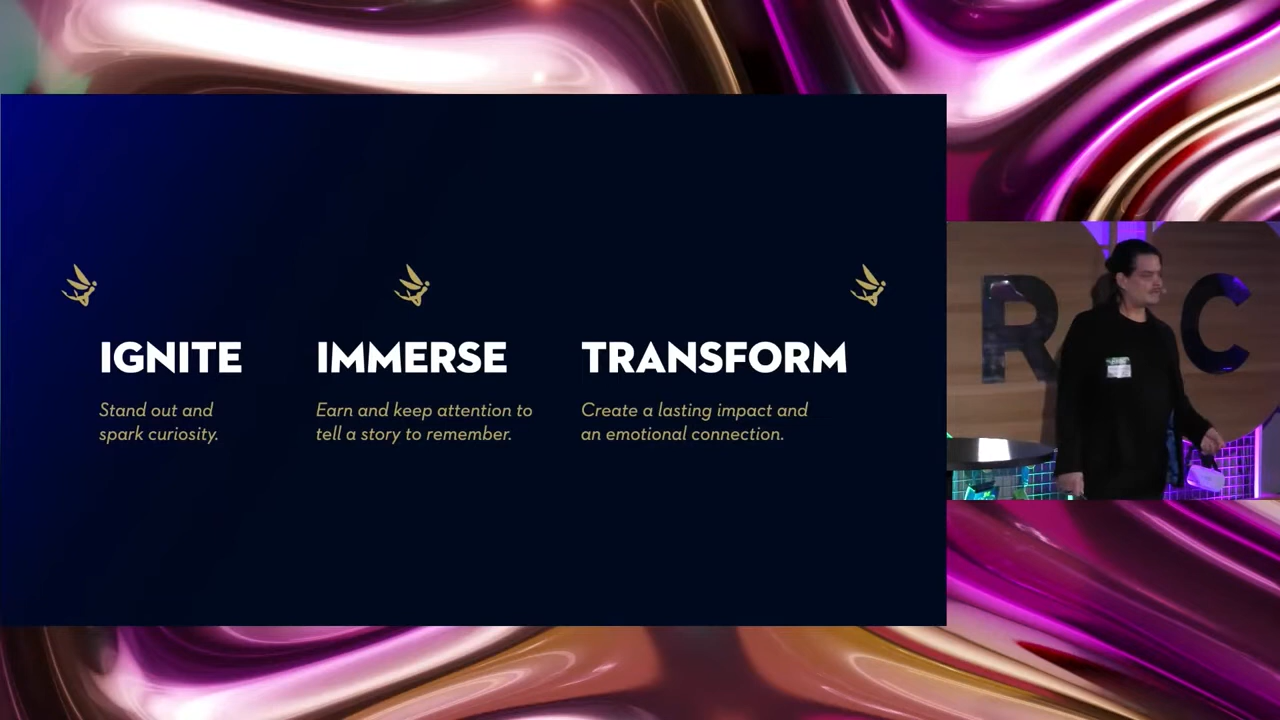 IGNITE
Stand out and
spark curiosity.
IMMERSE
Earn and keep attention to
tell a story to remember.
TRANSFORM
Create a lasting impact and
an emotional connection.
R C